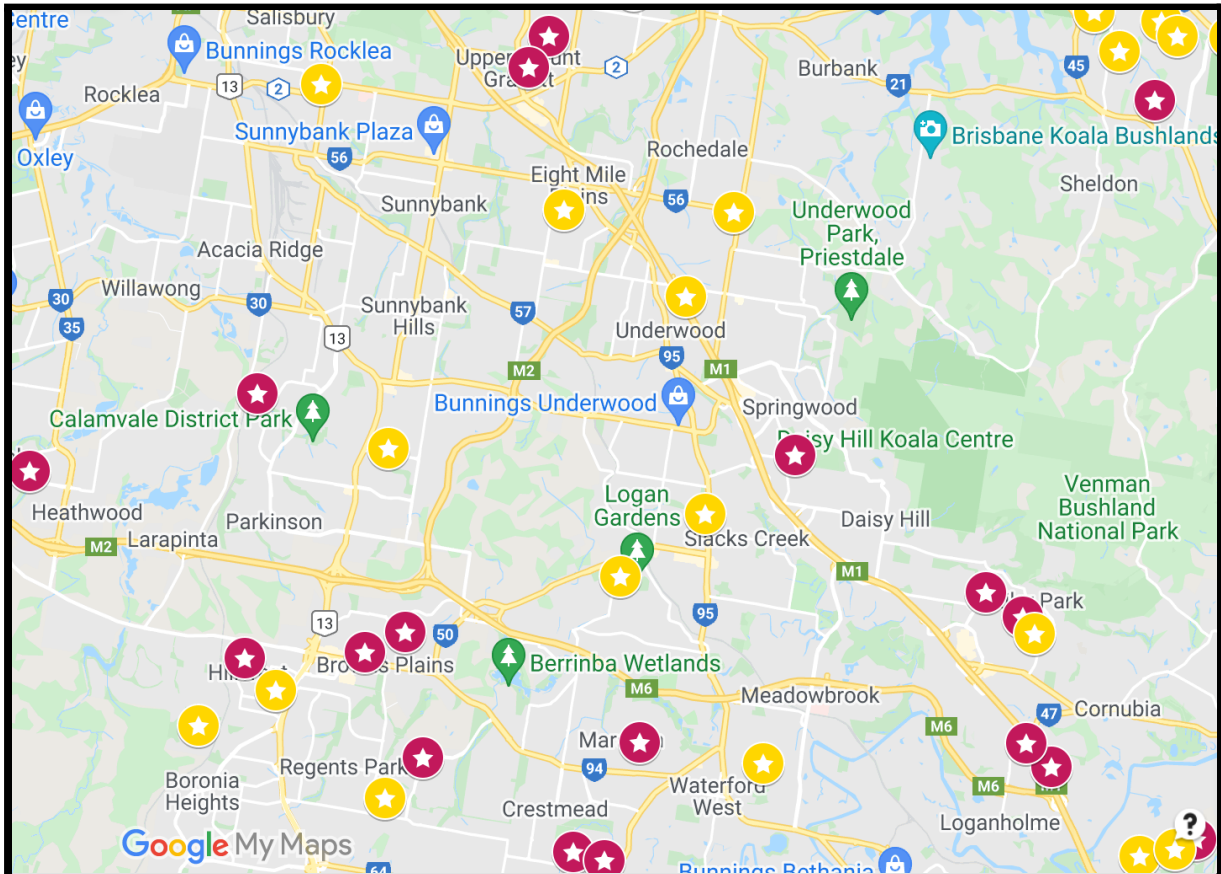 Centre
Salisbury
Bunnings Rocklea
2
Burbank
45
13
2
21
Rocklea
Sunnybank Plaza
Brisbane Koala Bushlands
Oxley
56
Rochedale
Sheldon
Eight Mile
Plains
56
Sunnybank
Underwood
Park,
Priestdale
Acacia Ridge
Willawong
30
30
Sunnybank
Hills
57
35
13
Underwood
95
M2
M1
Calamvale District Park
Bunnings Underwood
Springwood
Daisy Hill Koala Centre
Venman
Bushland
National Park
Logan
Gardens
Heathwood
Parkinson
Daisy Hill
Slacks Creek
M2
Larapinta
M1
95
13
50
Park
Browns Plains
Berrinba Wetlands
M6
Meadowbrook
47
Cornubia
M6
Regents Park
94
Boronia
Heights
Waterford
West
M6
Crestmead
Loganholme
?
Google My Maps
64
Bunnings Bethania